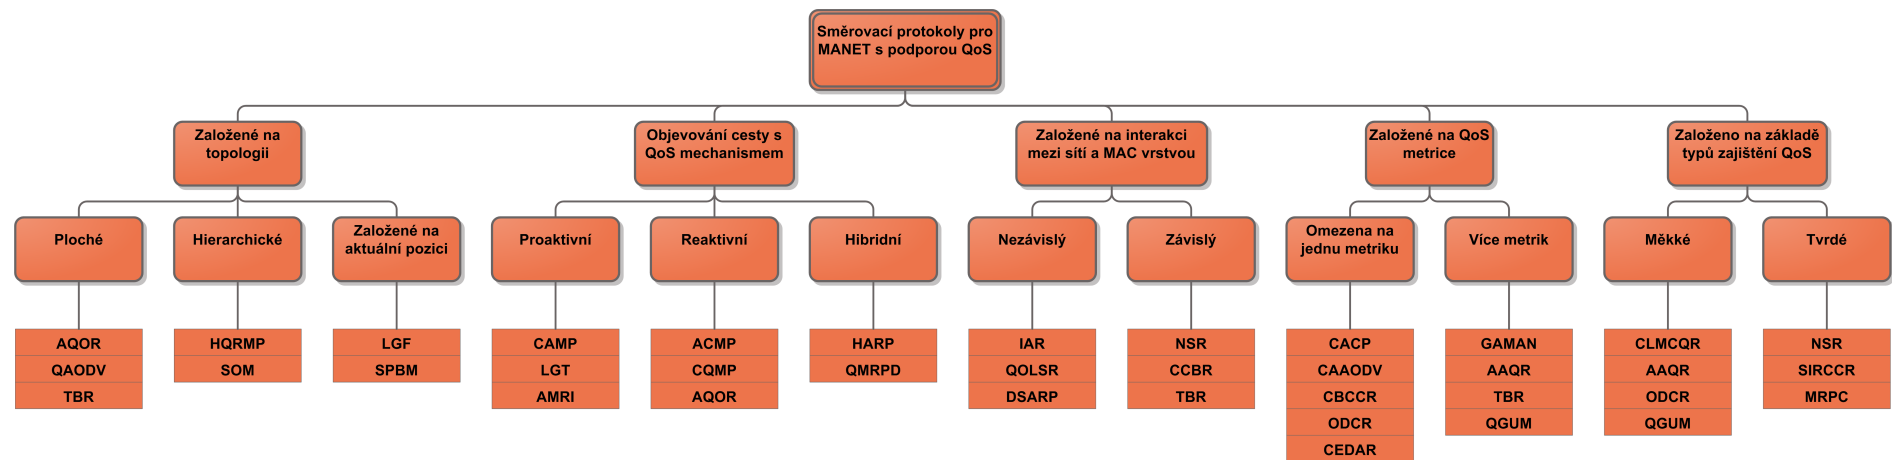 Směrovací protokoly pro
MANET s podporou QoS
Založené na
topologii
Objevování cesty s
QoS mechanismem
Založené na interakci
mezi sítí a MAC vrstvou
Založené na QoS
metrice
Založeno na základě
typů zajištění QoS
Ploché
Hierarchické
Založené na
aktuální pozici
Proaktivní
Reaktivní
Hibridní
Nezávislý
Závislý
Omezena na
jednu metriku
Více metrik
Měkké
Tvrdé
AQOR
QAODV
TBR
HQRMP
SOM
LGF
SPBM
CAMP
LGT
AMRI
ACMP
CQMP
AQOR
HARP
QMRPD
IAR
QOLSR
DSARP
NSR
CCBR
TBR
CACP
CAAODV
CBCCR
ODCR
CEDAR
GAMAN
AAQR
TBR
QGUM
CLMCQR
AAQR
ODCR
QGUM
NSR
SIRCCR
MRPC